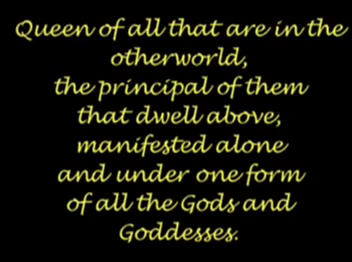 Queen of all that are in the
otherworld,
the principal of them
that dwell above,
manifested alone
and under one form
of all the Gods and
Goddesses.